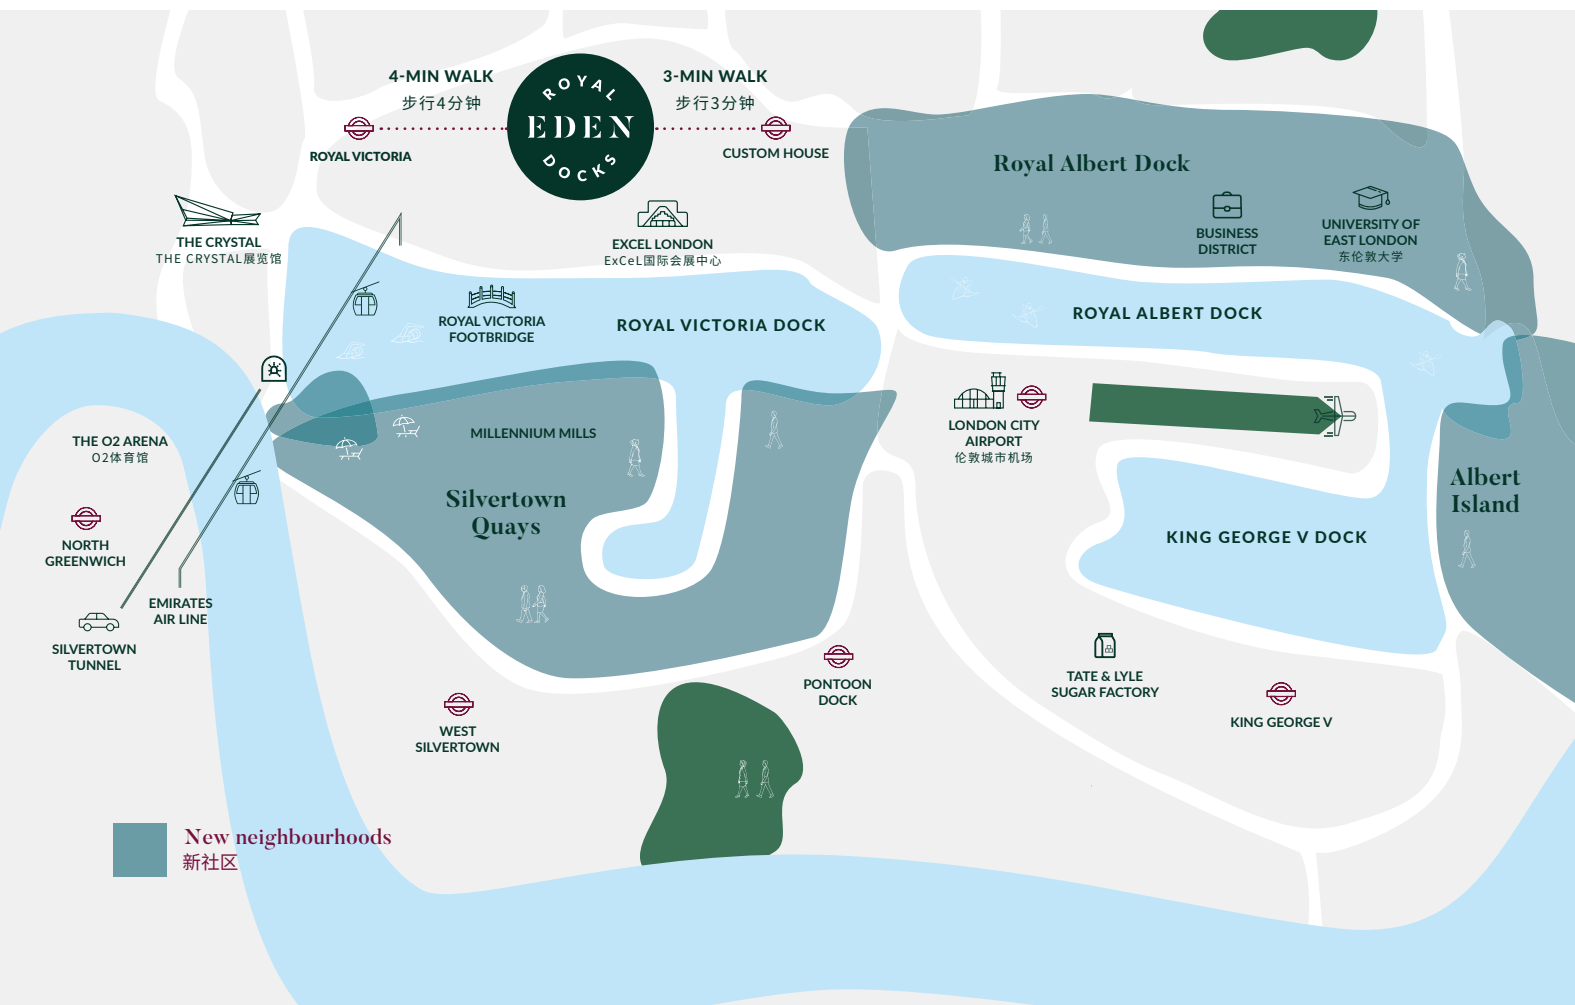 4-MIN WALK
步行4分钟
ROYAL
EDEN
DOCKS
3-MIN WALK
步行3分钟
ROYAL VICTORIA
CUSTOM HOUSE
Royal Albert Dock
THE CRYSTAL
THE CRYSTAL展览馆
EXCEL LONDON
ExCeL国际会展中心
BUSINESS
DISTRICT
UNIVERSITY OF
EAST LONDON
东伦敦大学
ROYAL VICTORIA
FOOTBRIDGE
ROYAL VICTORIA DOCK
ROYAL ALBERT DOCK
THE O2 ARENA
O2体育馆
MILLENNIUM MILLS
LONDON CITY
AIRPORT
伦敦城市机场
Silvertown
Quays
Albert
Island
NORTH
GREENWICH
KING GEORGE V DOCK
EMIRATES
AIR LINE
SILVERTOWN
TUNNEL
PONTOON
DOCK
TATE & LYLE
SUGAR FACTORY
WEST
SILVERTOWN
KING GEORGE V
New neighbourhoods
新社区